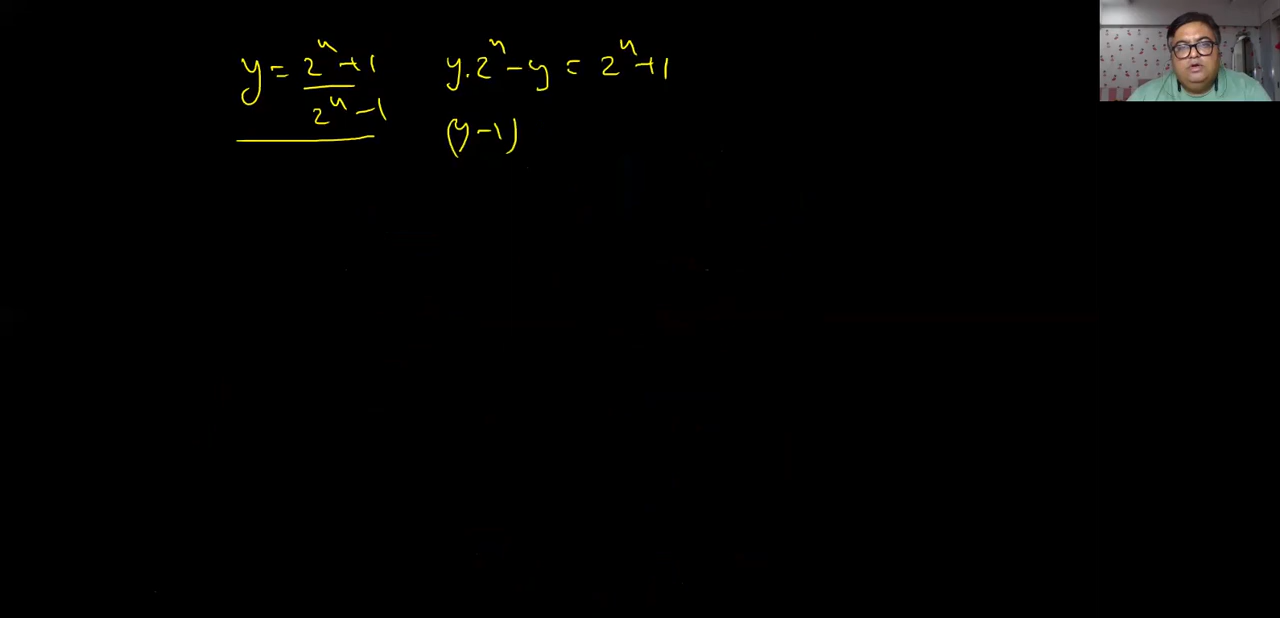 y = 2^x + 1 / 2^x - 1
y . 2^x - y = 2^x + 1
(y - 1)